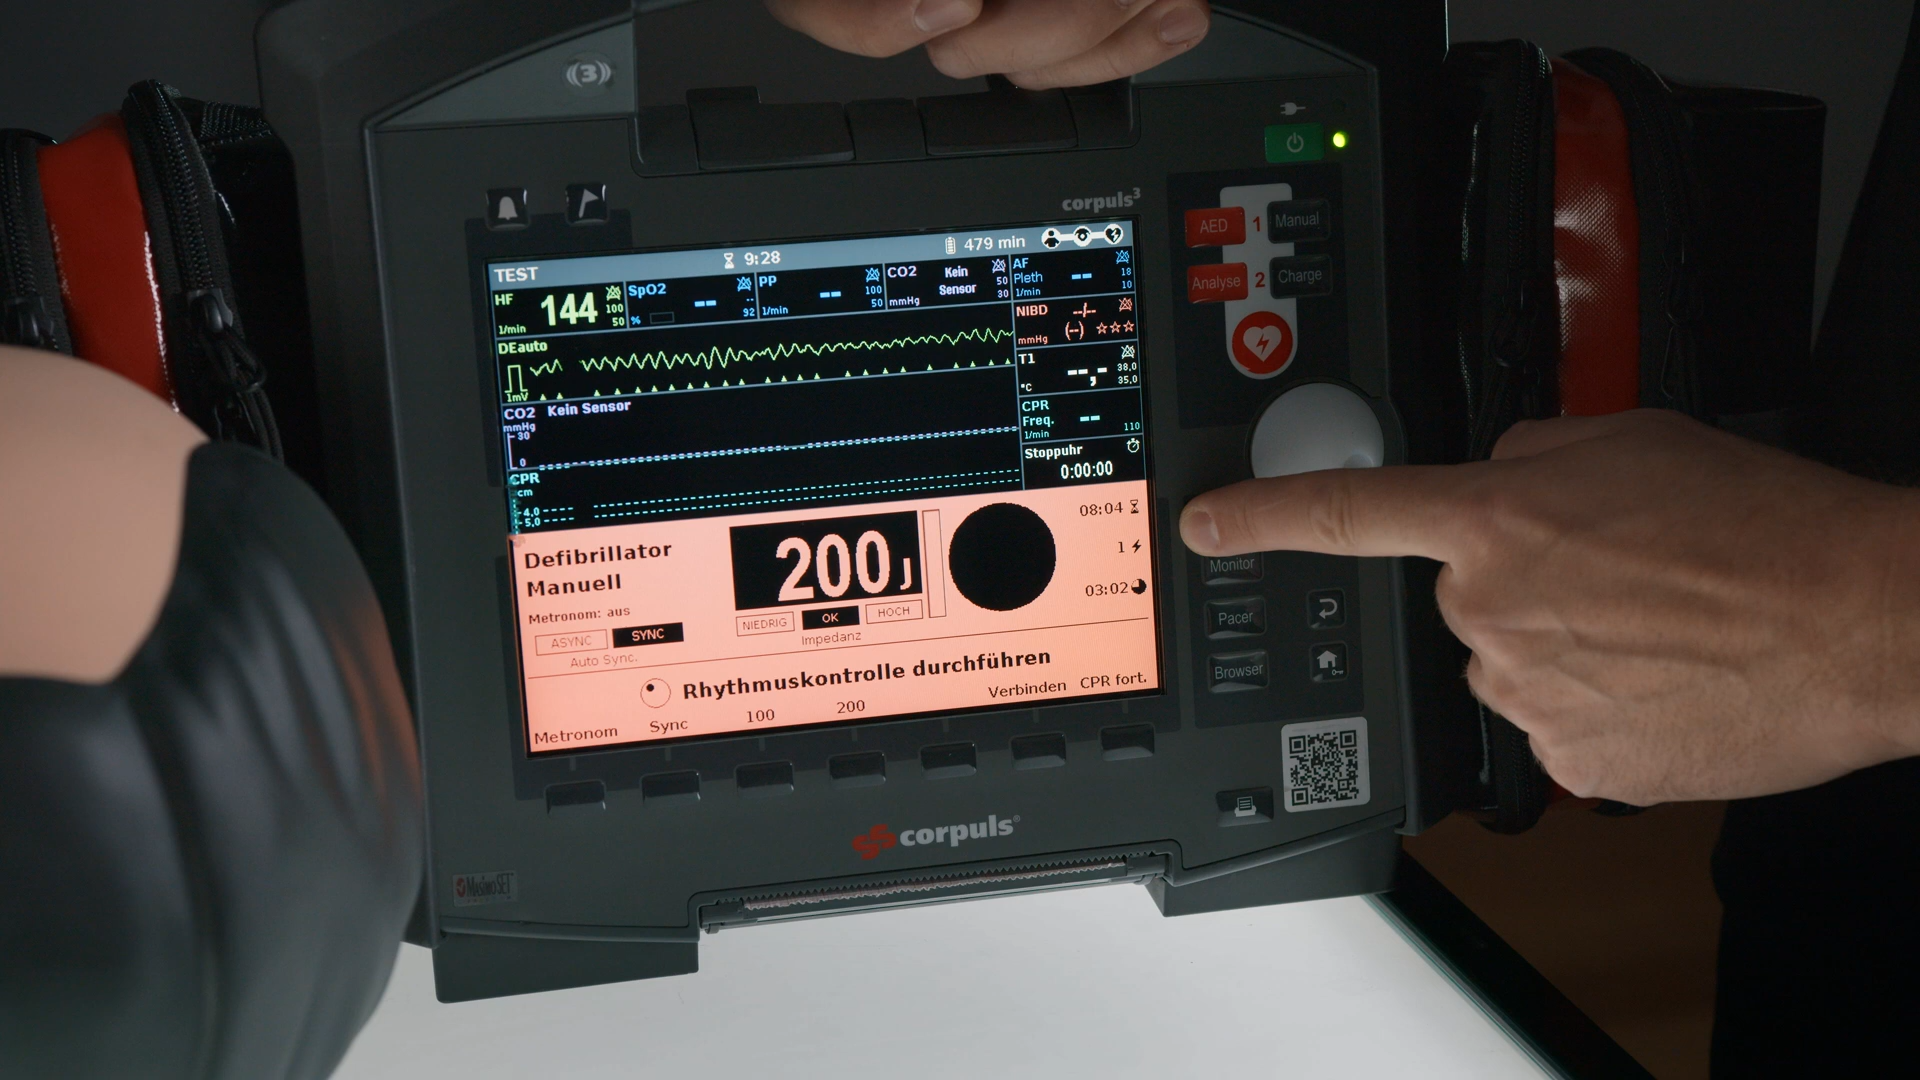 ((3))
corpuls3
AED 1 Manual
Analyse 2 Charge
TEST 9:28 479 min
HF 144 100 50 1/min
SpO2 -- -- 92 %
PP -- 100 50 1/min
CO2 Kein Sensor 50 30 mmHg
AF Pleth -- 18 10 1/min
NIBD --/-- (--) mmHg
DEauto
1mV
T1 --,- 38,0 35,0 °C
CO2 Kein Sensor
mmHg
30
0
CPR Freq. -- 110 1/min
Stoppuhr
0:00:00
CPR
cm
4,0
5,0
Defibrillator
Manuell
200 J
08:04
1
03:02
Metronom: aus
ASYNC SYNC
Auto Sync.
NIEDRIG OK HOCH
Impedanz
Rhythmuskontrolle durchführen
Metronom Sync 100 200 Verbinden CPR fort.
Monitor
Pacer
Browser
corpuls®
Masimo SET